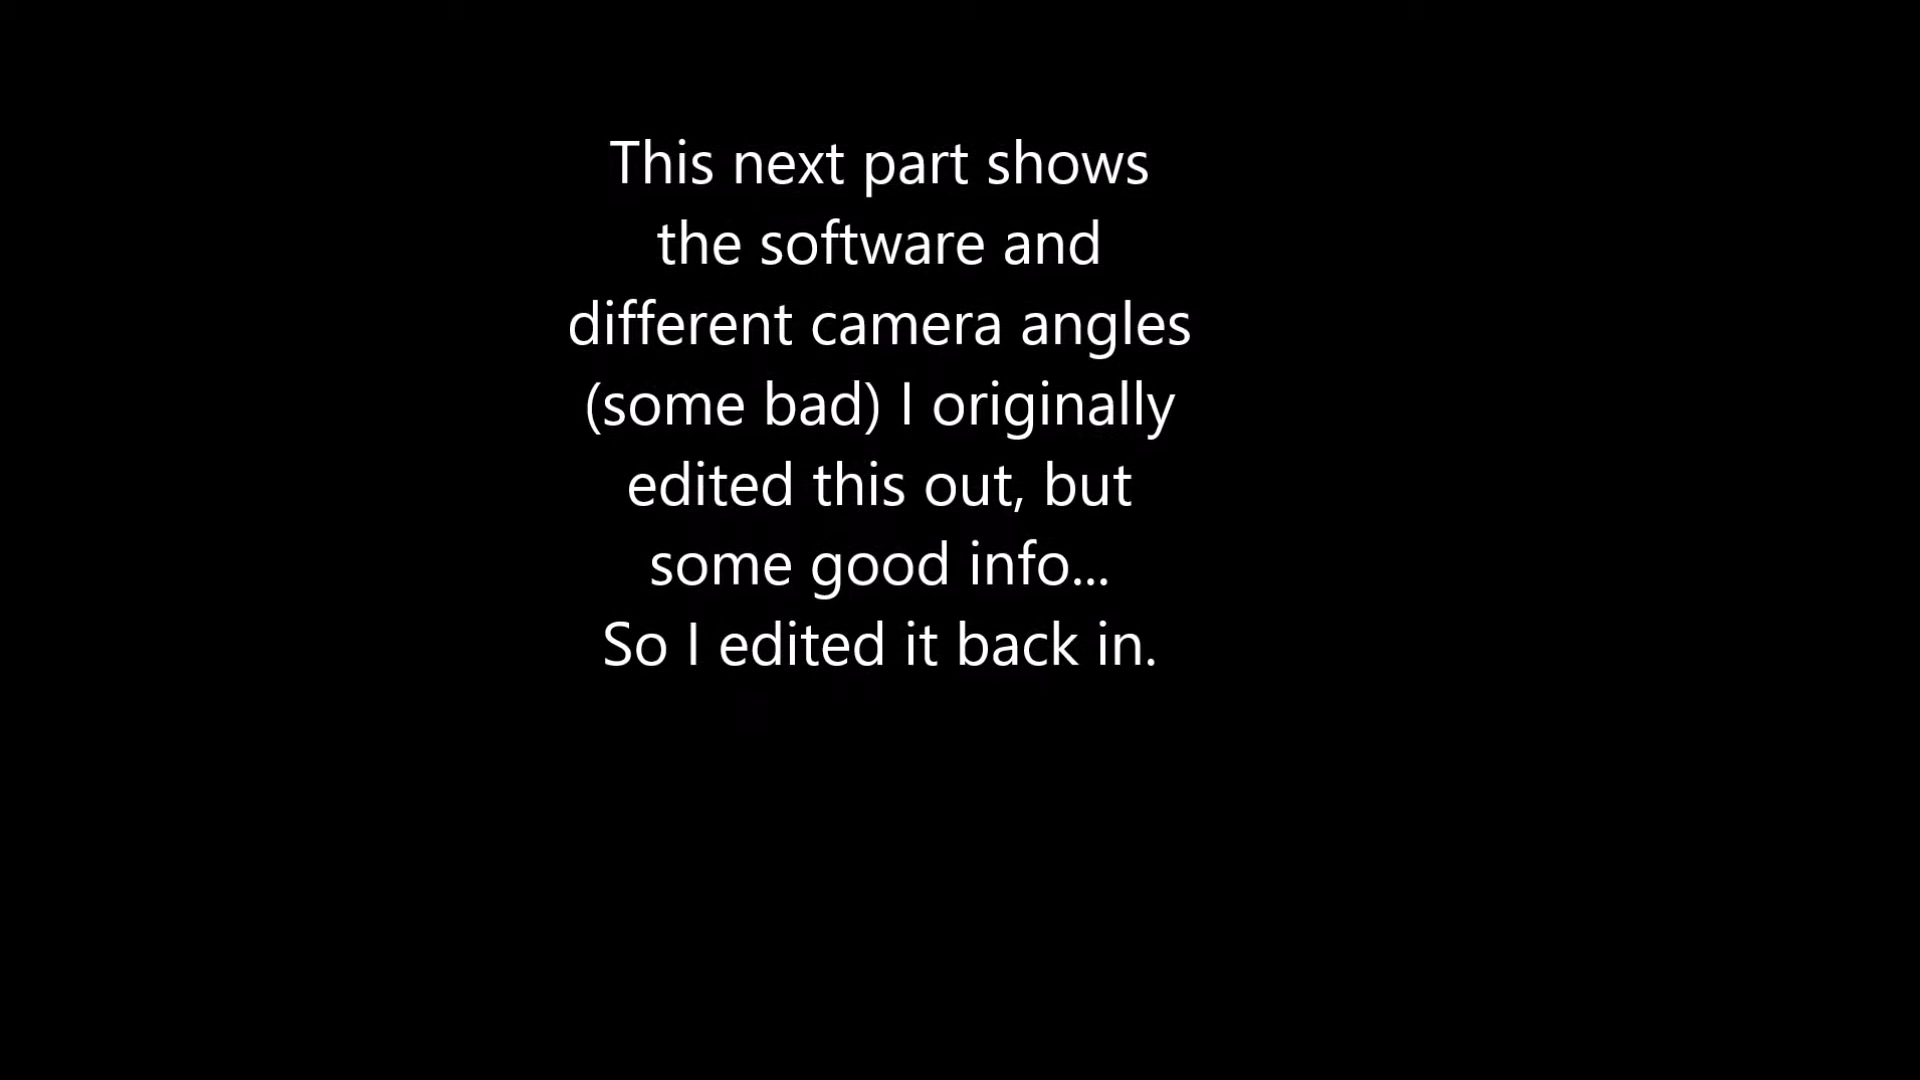 This next part shows
the software and
different camera angles
(some bad) I originally
edited this out, but
some good info...
So I edited it back in.